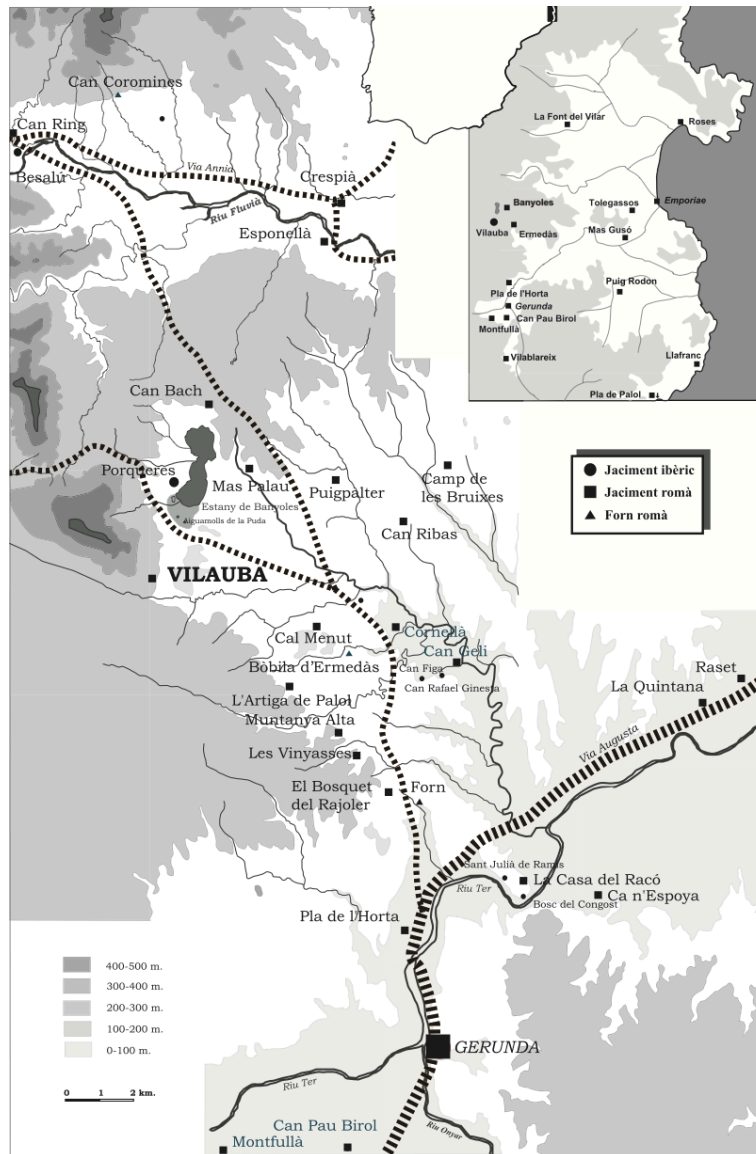 Can Coromines
Can Ring
Besalú
Via Annia
Crespià
Riu Fluvià
Esponellà
La Font del Vilar
Roses
Banyoles
Tolegassos
Emporiae
Vilauba
Ermedàs
Mas Gusó
Pla de l'Horta
Puig Rodon
Gerunda
Can Pau Birol
Montfullà
Vilablareix
Llafranc
Pla de Palol
Can Bach
Porqueres
Mas Palau
Puigpalter
Camp de
les Bruixes
Estany de Banyoles
Aiguamolls de la Puda
Can Ribas
VILAUBA
Jaciment ibèric
Jaciment romà
Forn romà
Cal Menut
Cornellà
Can Geli
Bòbila d'Ermedàs
Can Figa
Can Rafael Ginesta
L'Artiga de Palol
Muntanya Alta
Les Vinyasses
Raset
La Quintana
Via Augusta
El Bosquet
del Rajoler
Forn
Sant Julià de Ramis
La Casa del Racó
Riu Ter
Ca n'Espoya
Bosc del Congost
Pla de l'Horta
400-500 m.
300-400 m.
200-300 m.
100-200 m.
0-100 m.
GERUNDA
0 1 2 km.
Riu Ter
Can Pau Birol
Montfullà
Riu Onyar